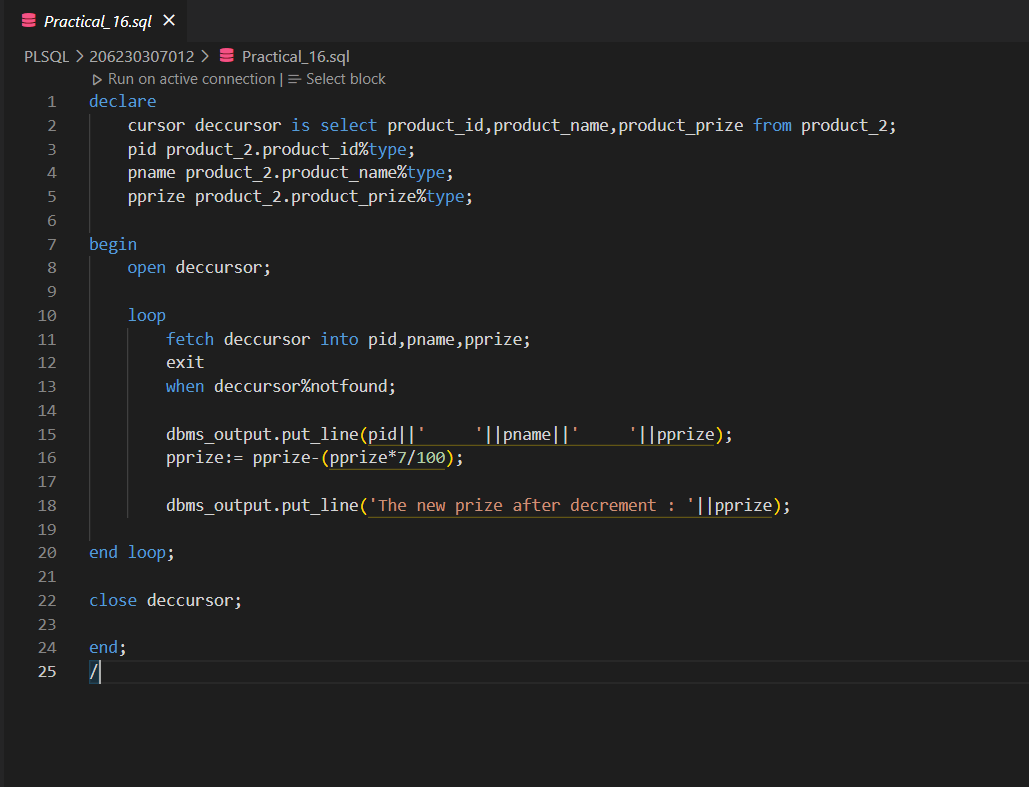 Practical_16.sql ×
PLSQL > 206230307012 > Practical_16.sql
Run on active connection | Select block
1 declare
2     cursor deccursor is select product_id,product_name,product_prize from product_2;
3     pid product_2.product_id%type;
4     pname product_2.product_name%type;
5     pprize product_2.product_prize%type;
6
7 begin
8     open deccursor;
9
10     loop
11         fetch deccursor into pid,pname,pprize;
12         exit
13         when deccursor%notfound;
14
15         dbms_output.put_line(pid||'     '||pname||'     '||pprize);
16         pprize:= pprize-(pprize*7/100);
17
18         dbms_output.put_line('The new prize after decrement : '||pprize);
19
20 end loop;
21
22 close deccursor;
23
24 end;
25 /